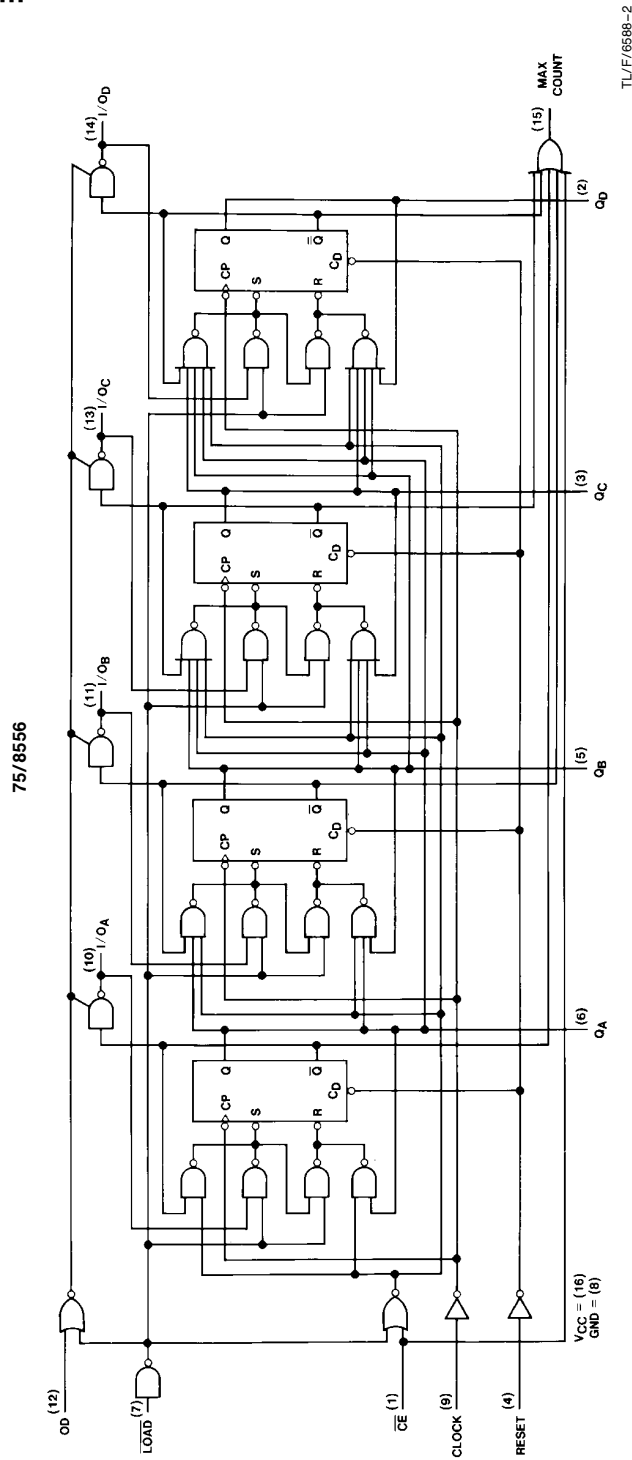 75/8556
(10) I/OA
(11) I/OB
(13) I/OC
(14) I/OD
OD (12)
LOAD (7)
CE (1)
CLOCK (9)
RESET (4)
VCC = (16)
GND = (8)
CP Q
S
R Q̅
CD
CP Q
S
R Q̅
CD
CP Q
S
R Q̅
CD
CP Q
S
R Q̅
CD
(6)
QA
(5)
QB
(3)
QC
(2)
QD
(15)
MAX
COUNT
TL/F/6588–2